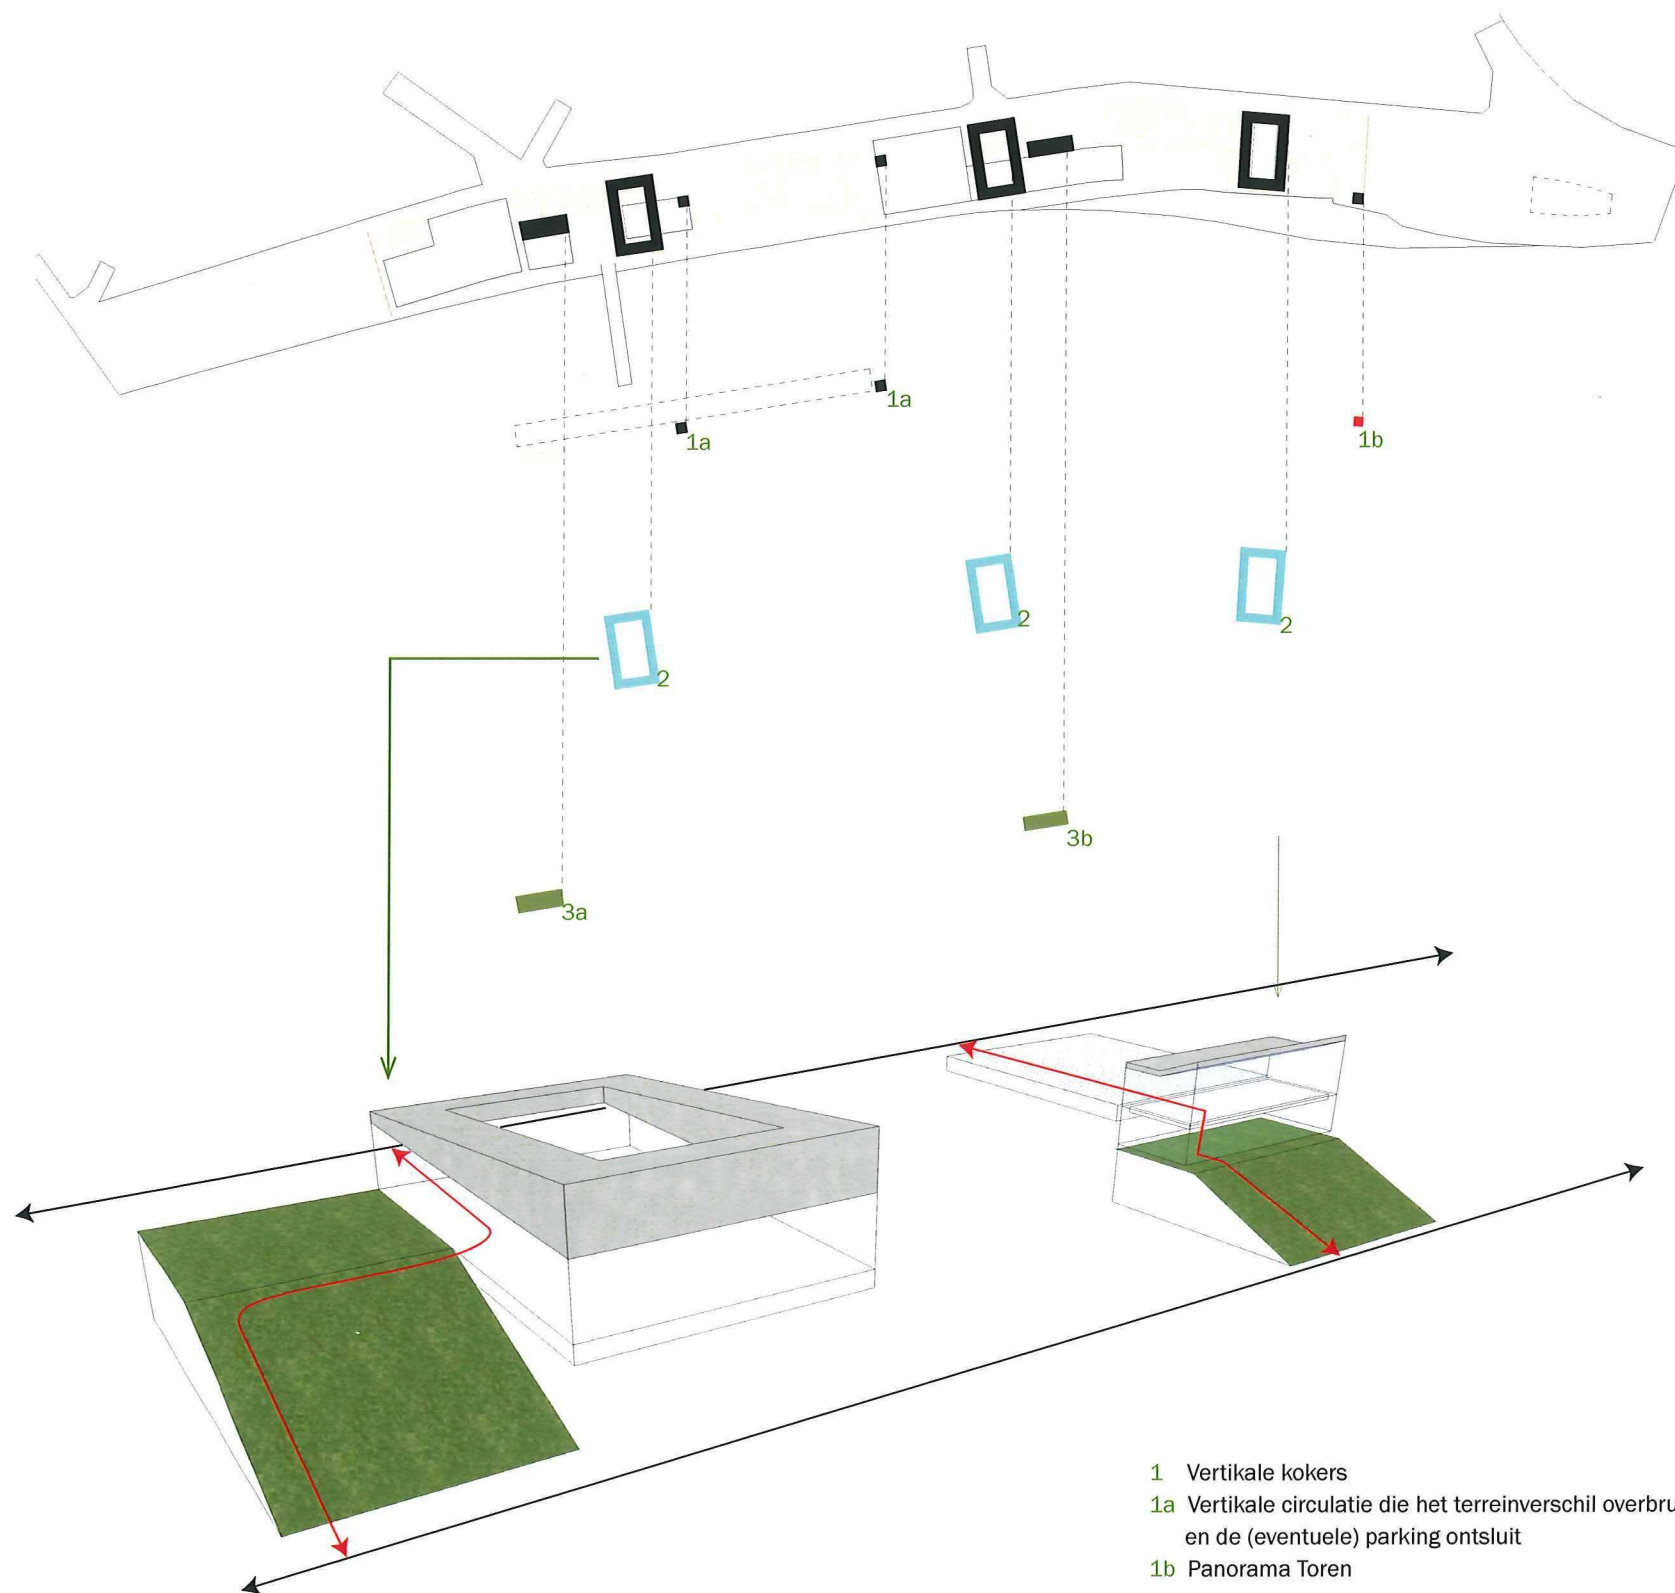 1a
1a
1b
2
2
2
3b
3a
1 Vertikale kokers
1a Vertikale circulatie die het terreinverschil
en de (eventuele) parking ontsluit
1b Panorama Toren